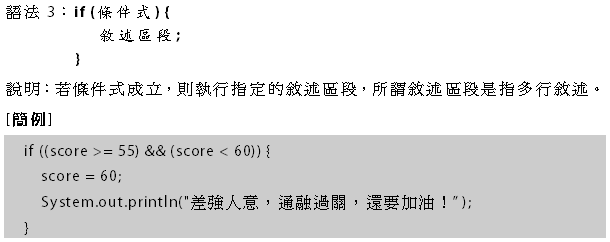 語法 3：if(條件式){
敘述區段;
}
說明：若條件式成立，則執行指定的敘述區段，所謂敘述區段是指多行敘述。
[簡例]
if ((score >= 55) && (score < 60)) {
score = 60;
System.out.println("差強人意，通融過關，還要加油！");
}